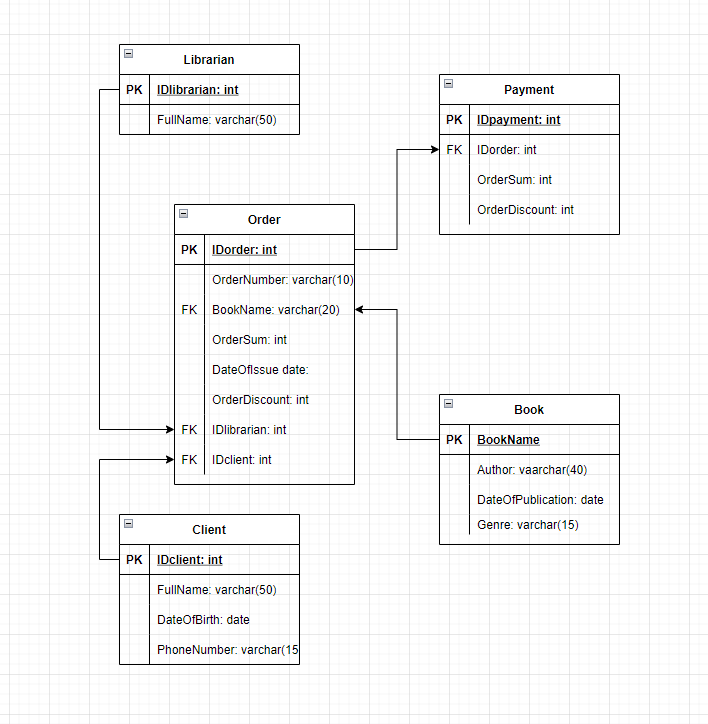 Librarian
PK IDlibrarian: int
FullName: varchar(50)
Payment
PK IDpayment: int
FK IDorder: int
OrderSum: int
OrderDiscount: int
Order
PK IDorder: int
OrderNumber: varchar(10)
FK BookName: varchar(20)
OrderSum: int
DateOfIssue date:
OrderDiscount: int
FK IDlibrarian: int
FK IDclient: int
Book
PK BookName
Author: vaarchar(40)
DateOfPublication: date
Genre: varchar(15)
Client
PK IDclient: int
FullName: varchar(50)
DateOfBirth: date
PhoneNumber: varchar(15